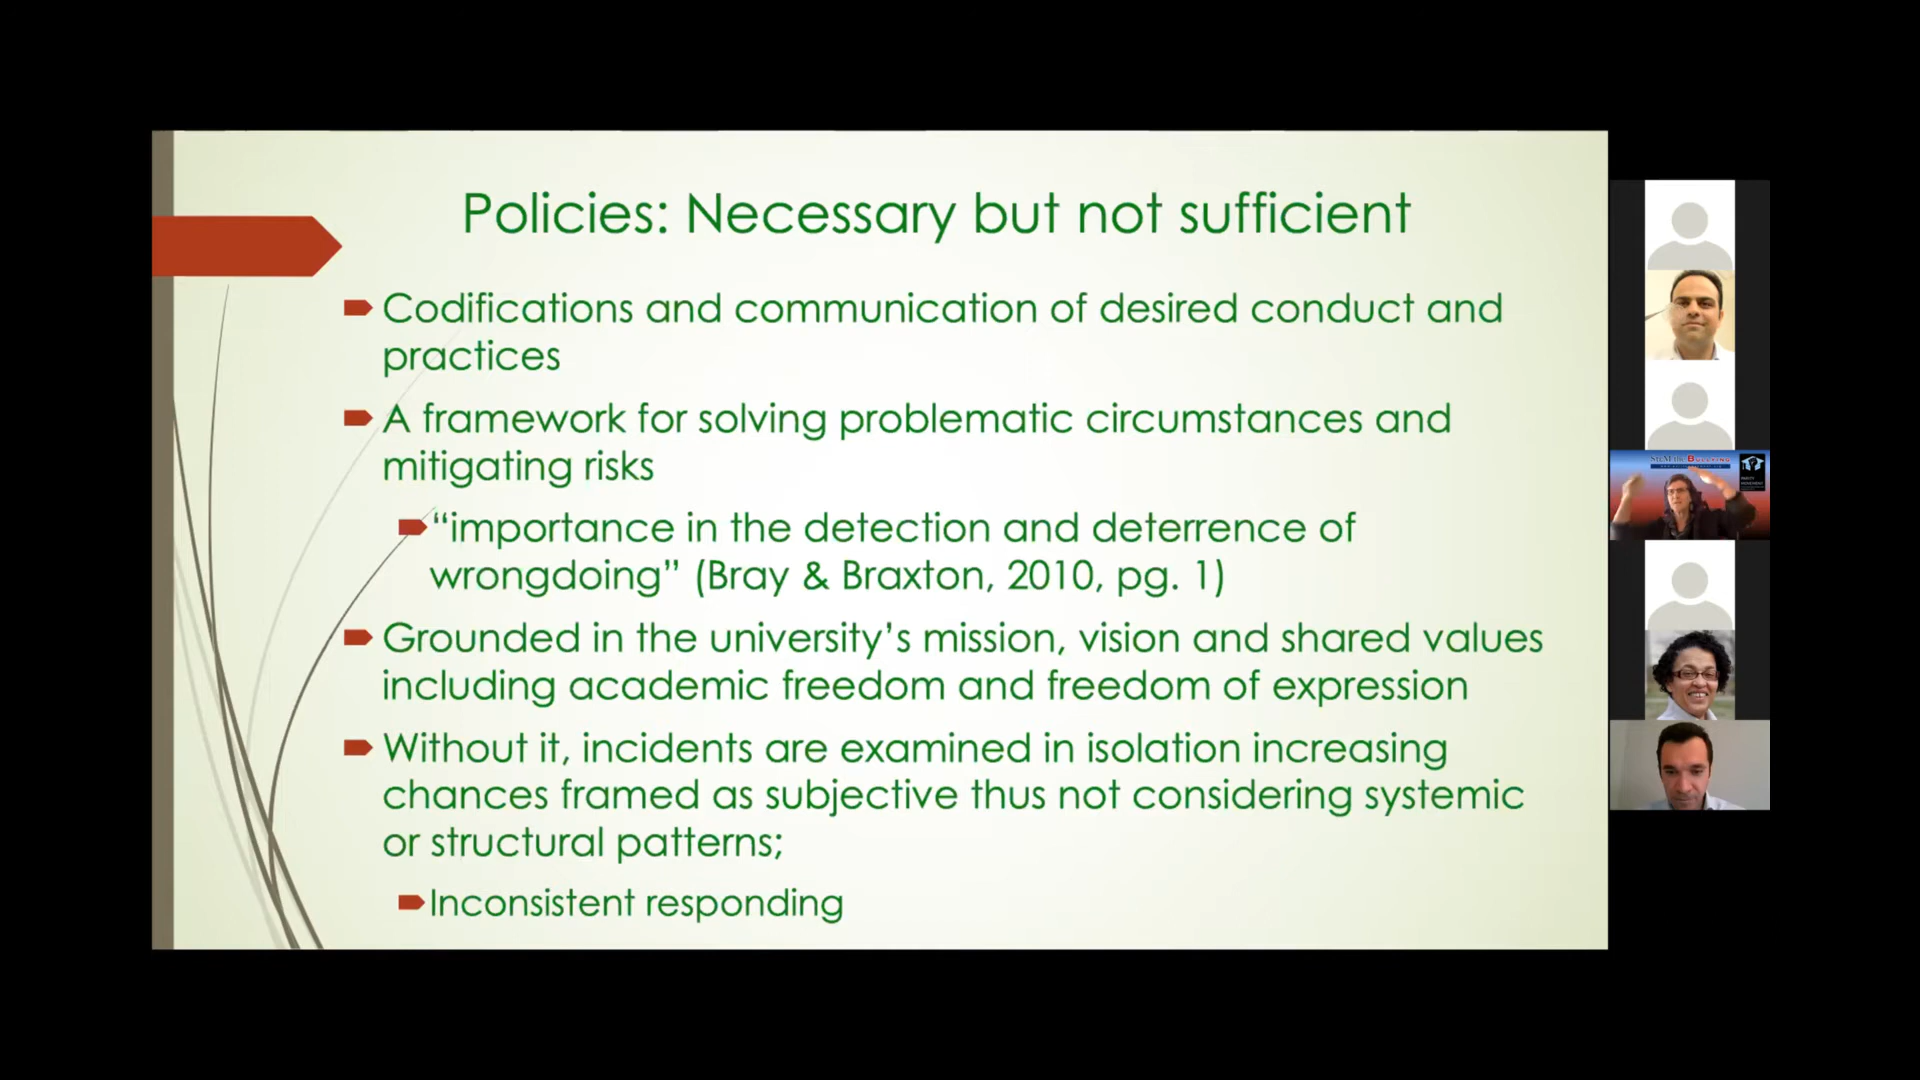 Policies: Necessary but not sufficient
Codifications and communication of desired conduct and
practices
A framework for solving problematic circumstances and
mitigating risks
“importance in the detection and deterrence of
wrongdoing” (Bray & Braxton, 2010, pg. 1)
Grounded in the university’s mission, vision and shared values
including academic freedom and freedom of expression
Without it, incidents are examined in isolation increasing
chances framed as subjective thus not considering systemic
or structural patterns;
Inconsistent responding